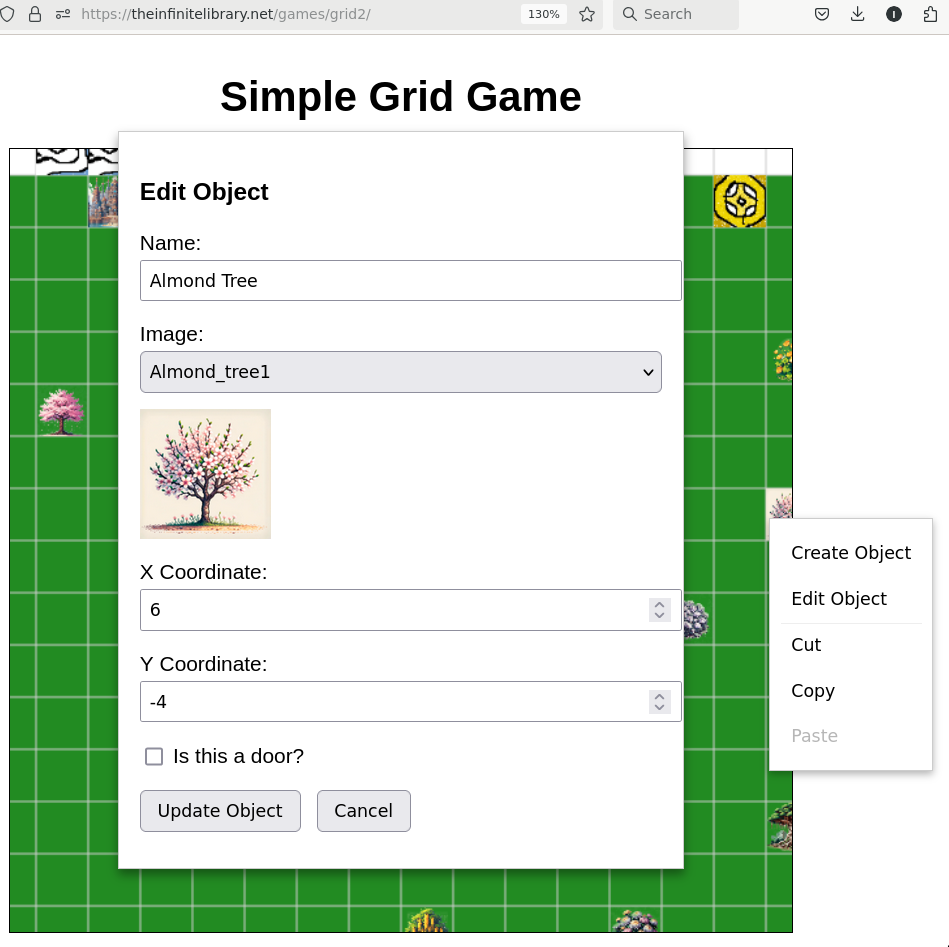 https://theinfinitelibrary.net/games/grid2/
130%
Search
Simple Grid Game
Edit Object
Name:
Almond Tree
Image:
Almond_tree1
X Coordinate:
6
Y Coordinate:
-4
Is this a door?
Update Object
Cancel
Create Object
Edit Object
Cut
Copy
Paste